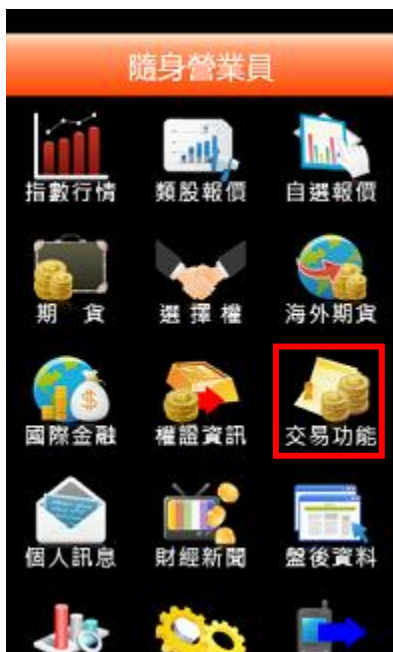 隨身營業員
指數行情 類股報價 自選報價
期 貨 選 擇 權 海外期貨
國際金融 權證資訊 交易功能
個人訊息 財經新聞 盤後資料